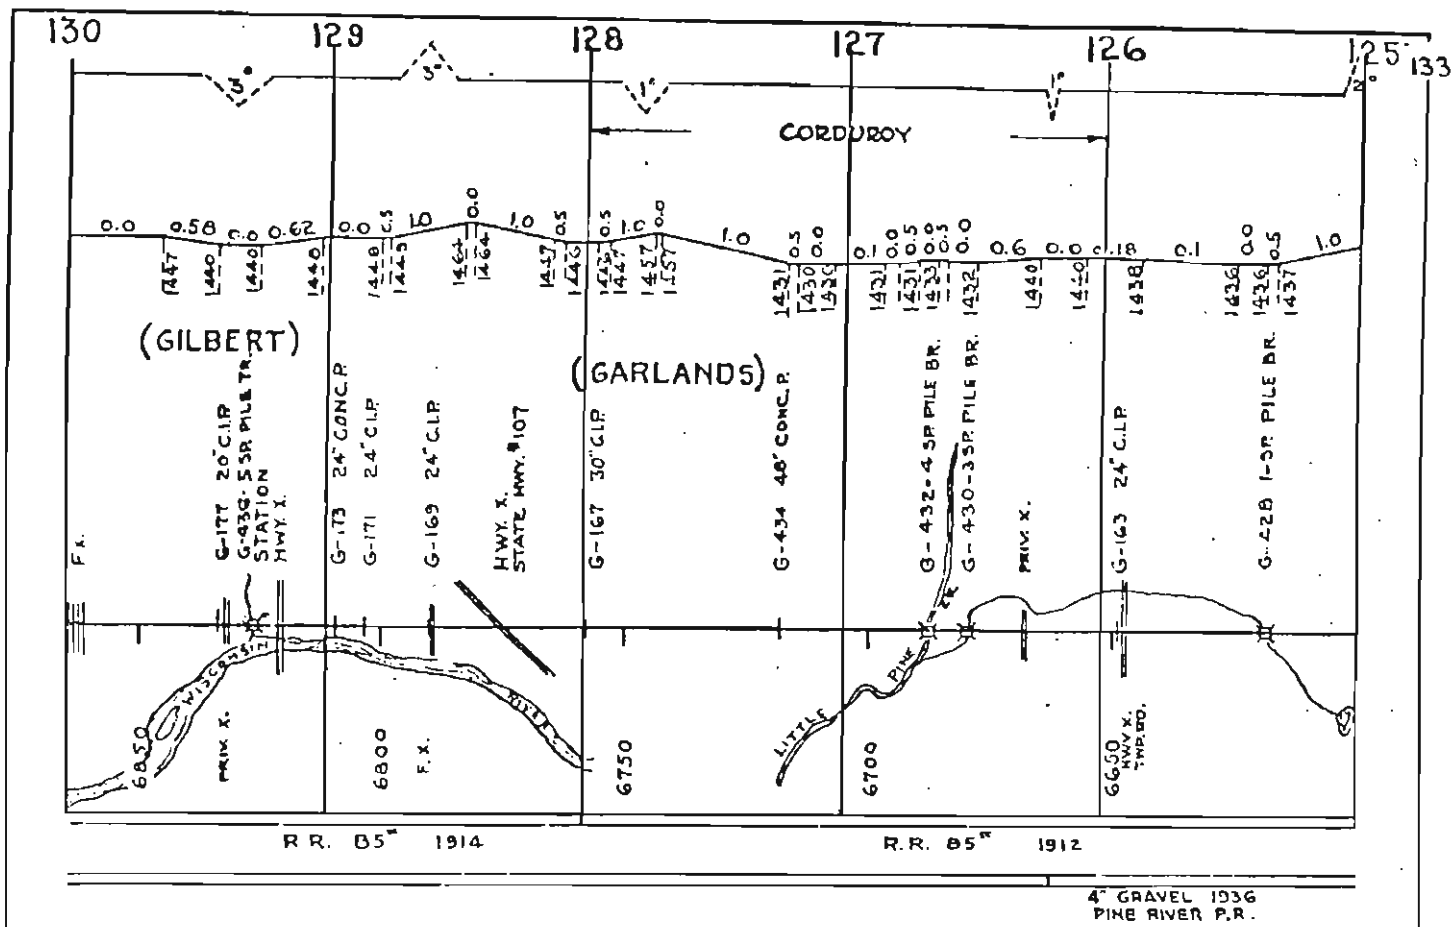 130 129 128 127 126 125 133
3° 3° 1° 1° 2°
CORDUROY
0.0 0.58 0.0 0.62 0.0 0.5 1.0 0.0 1.0 0.5 0.5 1.0 0.0 1.0 0.5 0.0 0.1 0.0 0.5 0.0 0.5 0.0 0.6 0.0 0.18 0.1 0.0 0.5 1.0
1447 1440 1440 1448 1449 1464 1464 1447 1446 1446 1447 1457 1457 1431 1430 1430 1431 1431 1433 1432 1440 1440 1438 1436 1436 1437
(GILBERT)
(GARLANDS)
F.X.
G-177 20" C.I.P.
G-436-5 SP. PILE TR.
STATION
HWY. X.
G-173 24" CONC.P.
G-171 24" C.I.P.
G-169 24" C.I.P.
HWY. X.
STATE HWY. #107
G-167 30" C.I.P.
G-434 48" CONC.P.
G-432-4 SP. PILE BR.
G-430-3 SP. PILE BR.
PRIV. X.
G-163 24" C.I.P.
G-428 1-SP. PILE BR.
WISCONSIN
RIVER
LITTLE
PINE
6850
PRIV. X.
6800
F.X.
6750
6700
6650
HWY X.
TWP. RD.
R.R. 85# 1914
R.R. 85# 1912
4" GRAVEL 1936
PINE RIVER P.R.